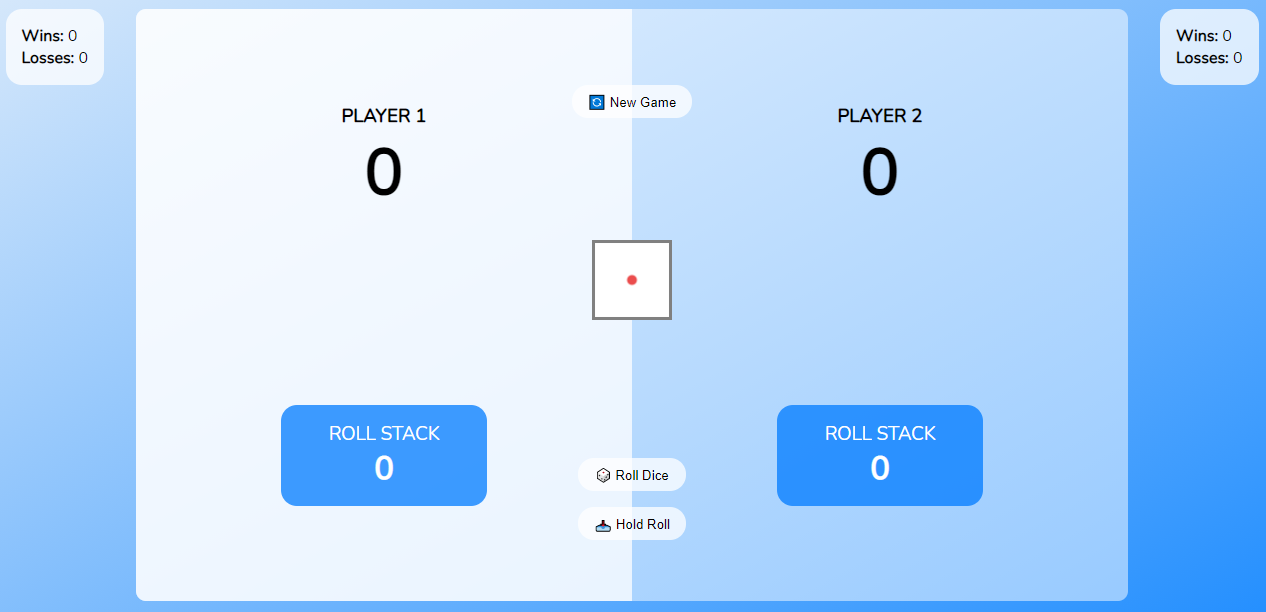 Wins: 0
Losses: 0
PLAYER 1
0
ROLL STACK
0
New Game
Roll Dice
Hold Roll
PLAYER 2
0
ROLL STACK
0
Wins: 0
Losses: 0